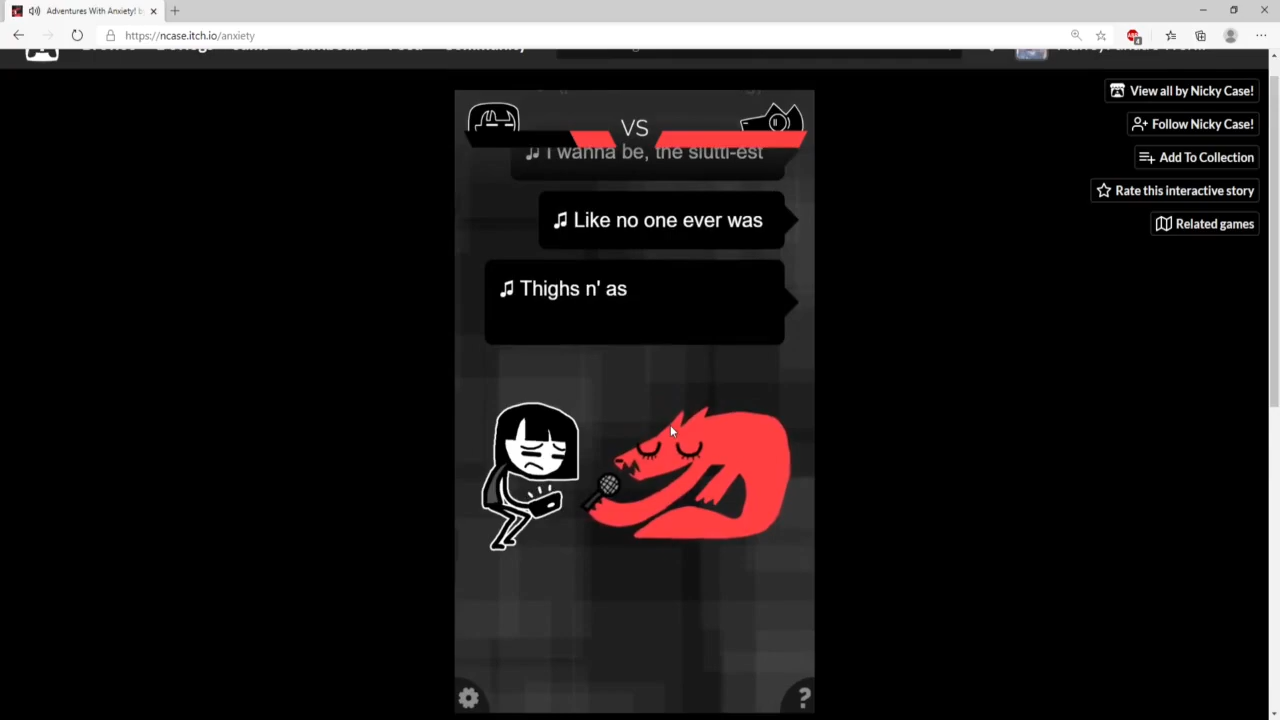 Adventures With Anxiety! b
https://ncase.itch.io/anxiety
View all by Nicky Case!
Follow Nicky Case!
Add To Collection
Rate this interactive story
Related games
VS
♫ I wanna be, the slutti-est
♫ Like no one ever was
♫ Thighs n' as
?